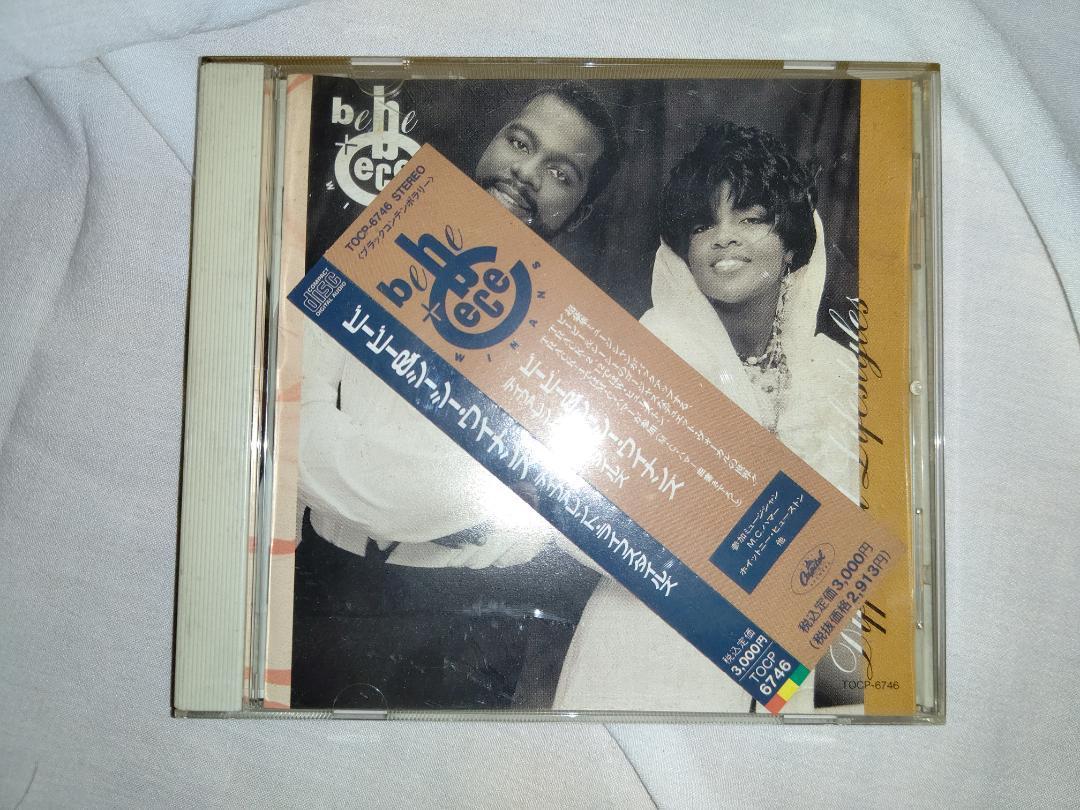 bebe
+
cece
TOCP-6746 STEREO
〈ブラックコンテンポラリー〉
bebe
+
cece
WINANS
COMPACT
disc
DIGITAL AUDIO
ビービー&シーシー・ワイナンス
ビービー&シーシー・ワイナンス ディファレント・ライフスタイルズ
参加ミュージシャン
M.C.ハマー
ホイットニー・ヒューストン
他
Capitol
税込定価3,000円
(税抜価格2,913円)
税込定価
3,000円
TOCP
6746
Lifestyles
TOCP-6746